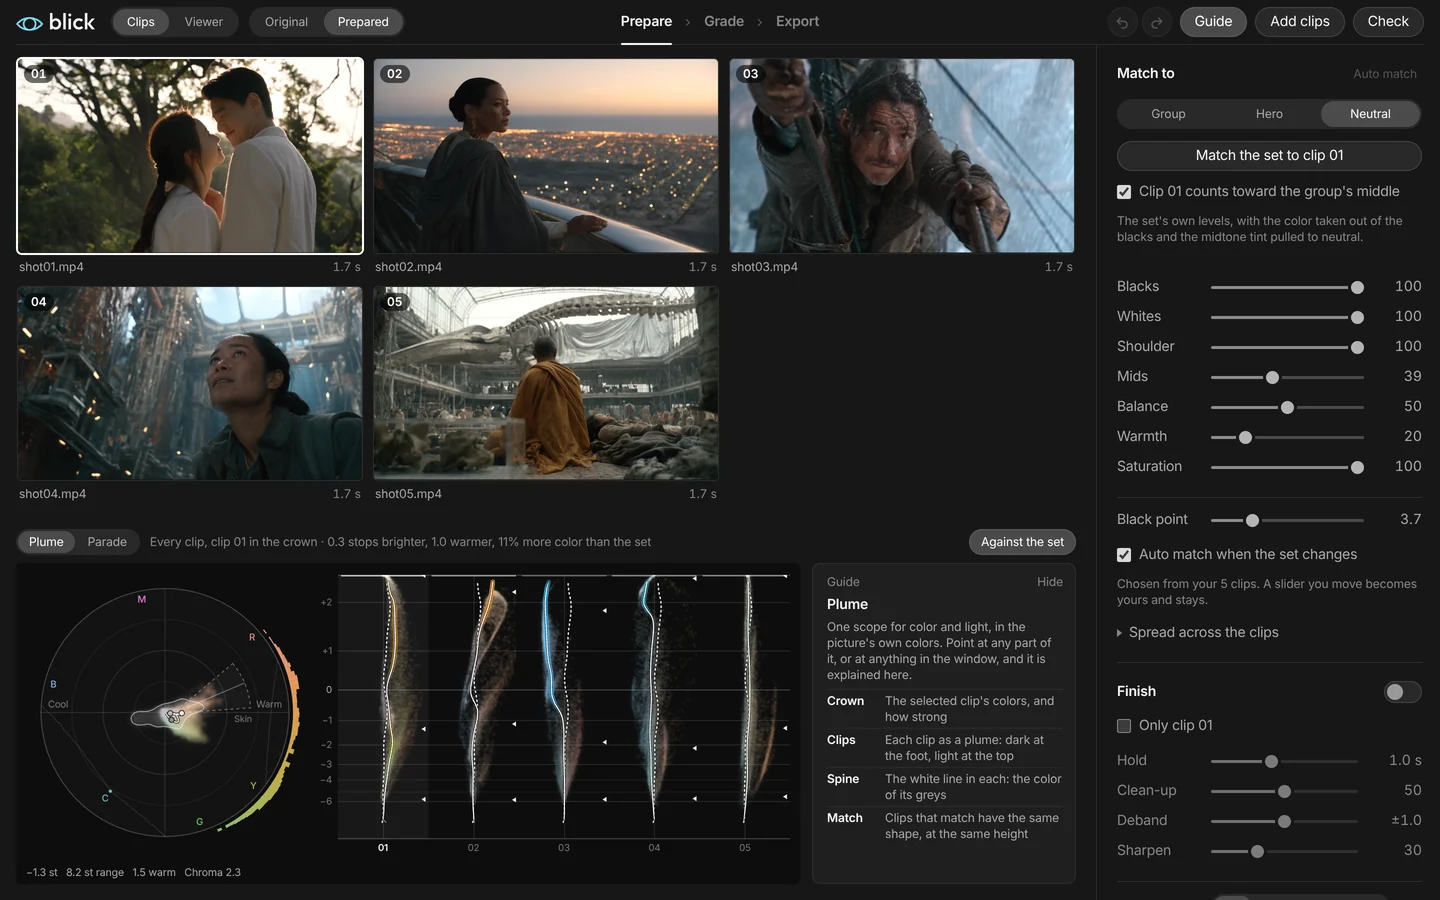 blick
Clips Viewer Original Prepared
Prepare › Grade › Export
Guide Add clips Check
01
02
03
shot01.mp4 1.7 s
shot02.mp4 1.7 s
shot03.mp4 1.7 s
04
05
shot04.mp4 1.7 s
shot05.mp4 1.7 s
Plume Parade Every clip, clip 01 in the crown · 0.3 stops brighter, 1.0 warmer, 11% more color than the set Against the set
M
R
B
Cool Warm
Skin
Y
C
G
−1.3 st 8.2 st range 1.5 warm Chroma 2.3
+2
+1
0
−1
−2
−3
−4
−6
01 02 03 04 05
Guide Hide
Plume
One scope for color and light, in the
picture's own colors. Point at any part of
it, or at anything in the window, and it is
explained here.
Crown The selected clip's colors, and
how strong
Clips Each clip as a plume: dark at
the foot, light at the top
Spine The white line in each: the color
of its greys
Match Clips that match have the same
shape, at the same height
Match to Auto match
Group Hero Neutral
Match the set to clip 01
Clip 01 counts toward the group's middle
The set's own levels, with the color taken out of the
blacks and the midtone tint pulled to neutral.
Blacks 100
Whites 100
Shoulder 100
Mids 39
Balance 50
Warmth 20
Saturation 100
Black point 3.7
Auto match when the set changes
Chosen from your 5 clips. A slider you move becomes
yours and stays.
Spread across the clips
Finish
Only clip 01
Hold 1.0 s
Clean-up 50
Deband ±1.0
Sharpen 30